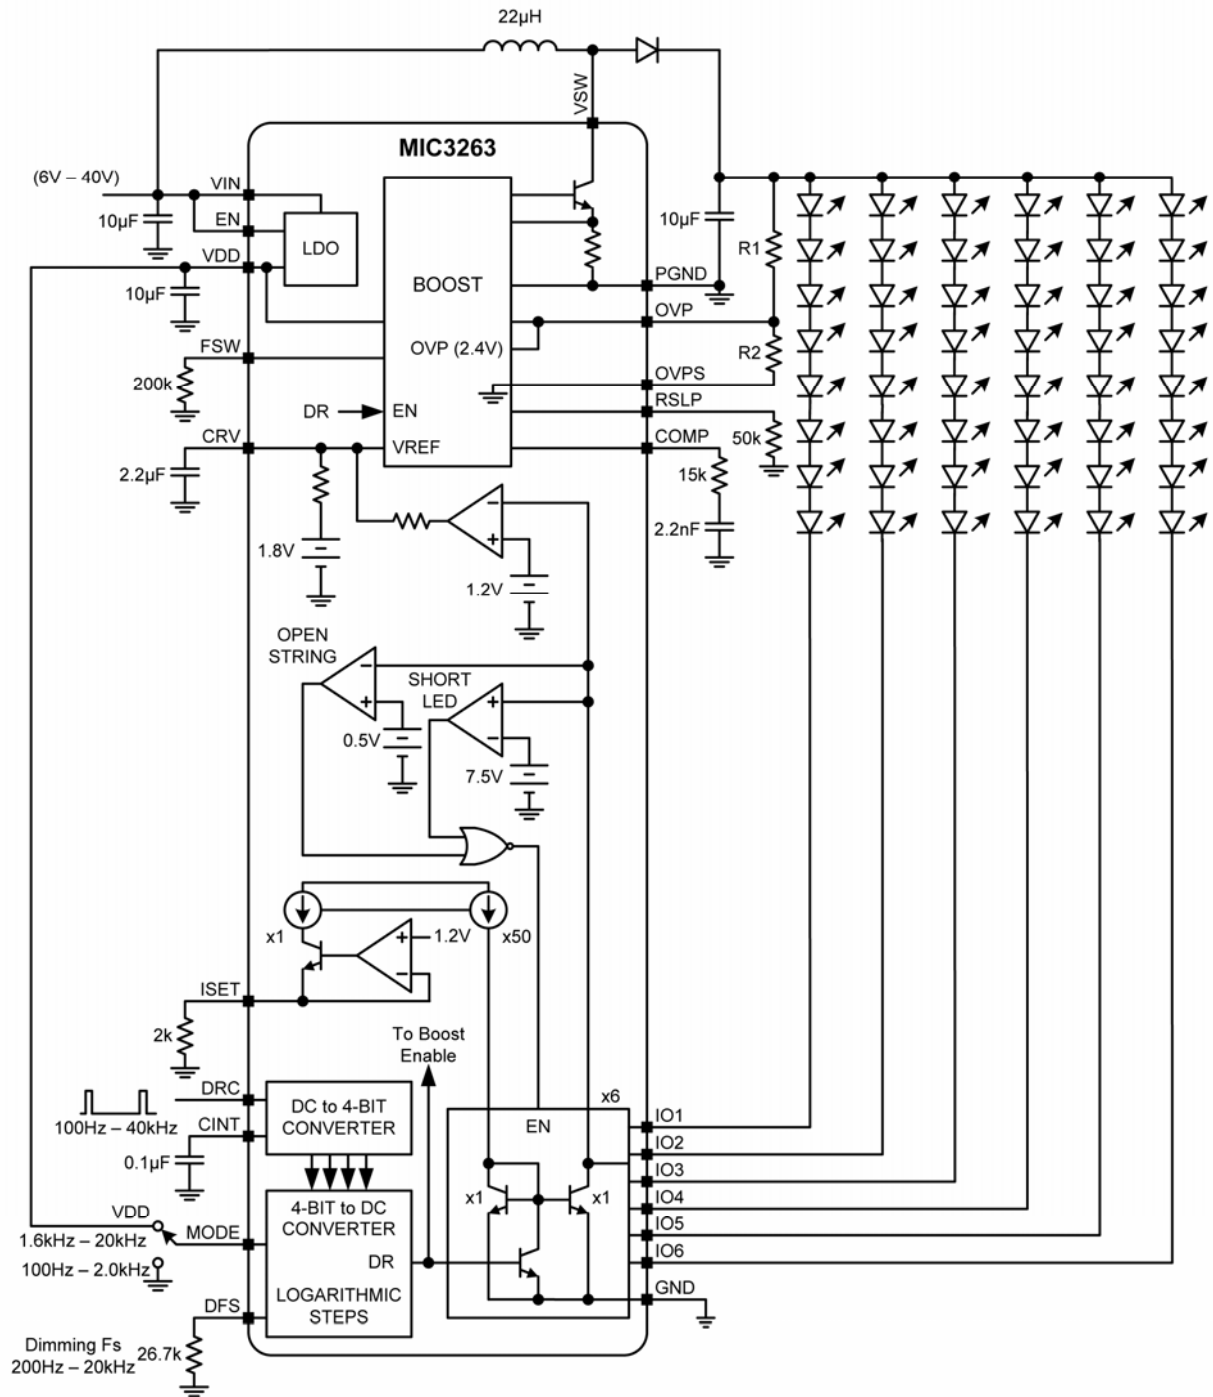 22µH
VSW
MIC3263
(6V – 40V)
VIN
10µF
EN
LDO
VDD
10µF
BOOST
10µF
R1
PGND
OVP
OVP (2.4V)
R2
FSW
200k
OVPS
DR
EN
RSLP
50k
CRV
VREF
COMP
2.2µF
15k
1.8V
2.2nF
1.2V
OPEN
STRING
SHORT
LED
0.5V
7.5V
x1
1.2V
x50
ISET
2k
To Boost
Enable
DRC
100Hz – 40kHz
DC to 4-BIT
CONVERTER
CINT
0.1µF
x6
EN
IO1
IO2
IO3
IO4
IO5
IO6
x1
x1
VDD
1.6kHz – 20kHz
MODE
100Hz – 2.0kHz
4-BIT to DC
CONVERTER
DR
LOGARITHMIC
STEPS
GND
DFS
Dimming Fs
200Hz – 20kHz
26.7k